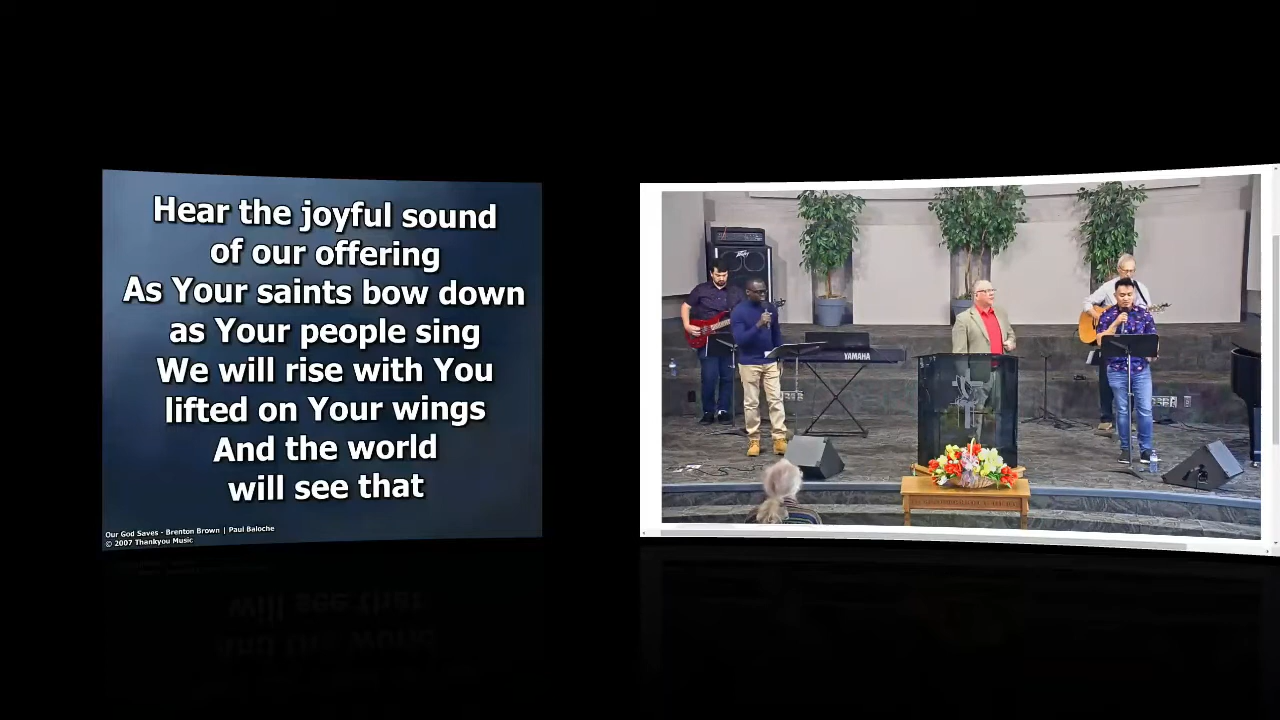 Hear the joyful sound
of our offering
As Your saints bow down
as Your people sing
We will rise with You
lifted on Your wings
And the world
will see that
Our God Saves - Brenton Brown | Paul Baloche
© 2007 Thankyou Music
PEAVEY
YAMAHA